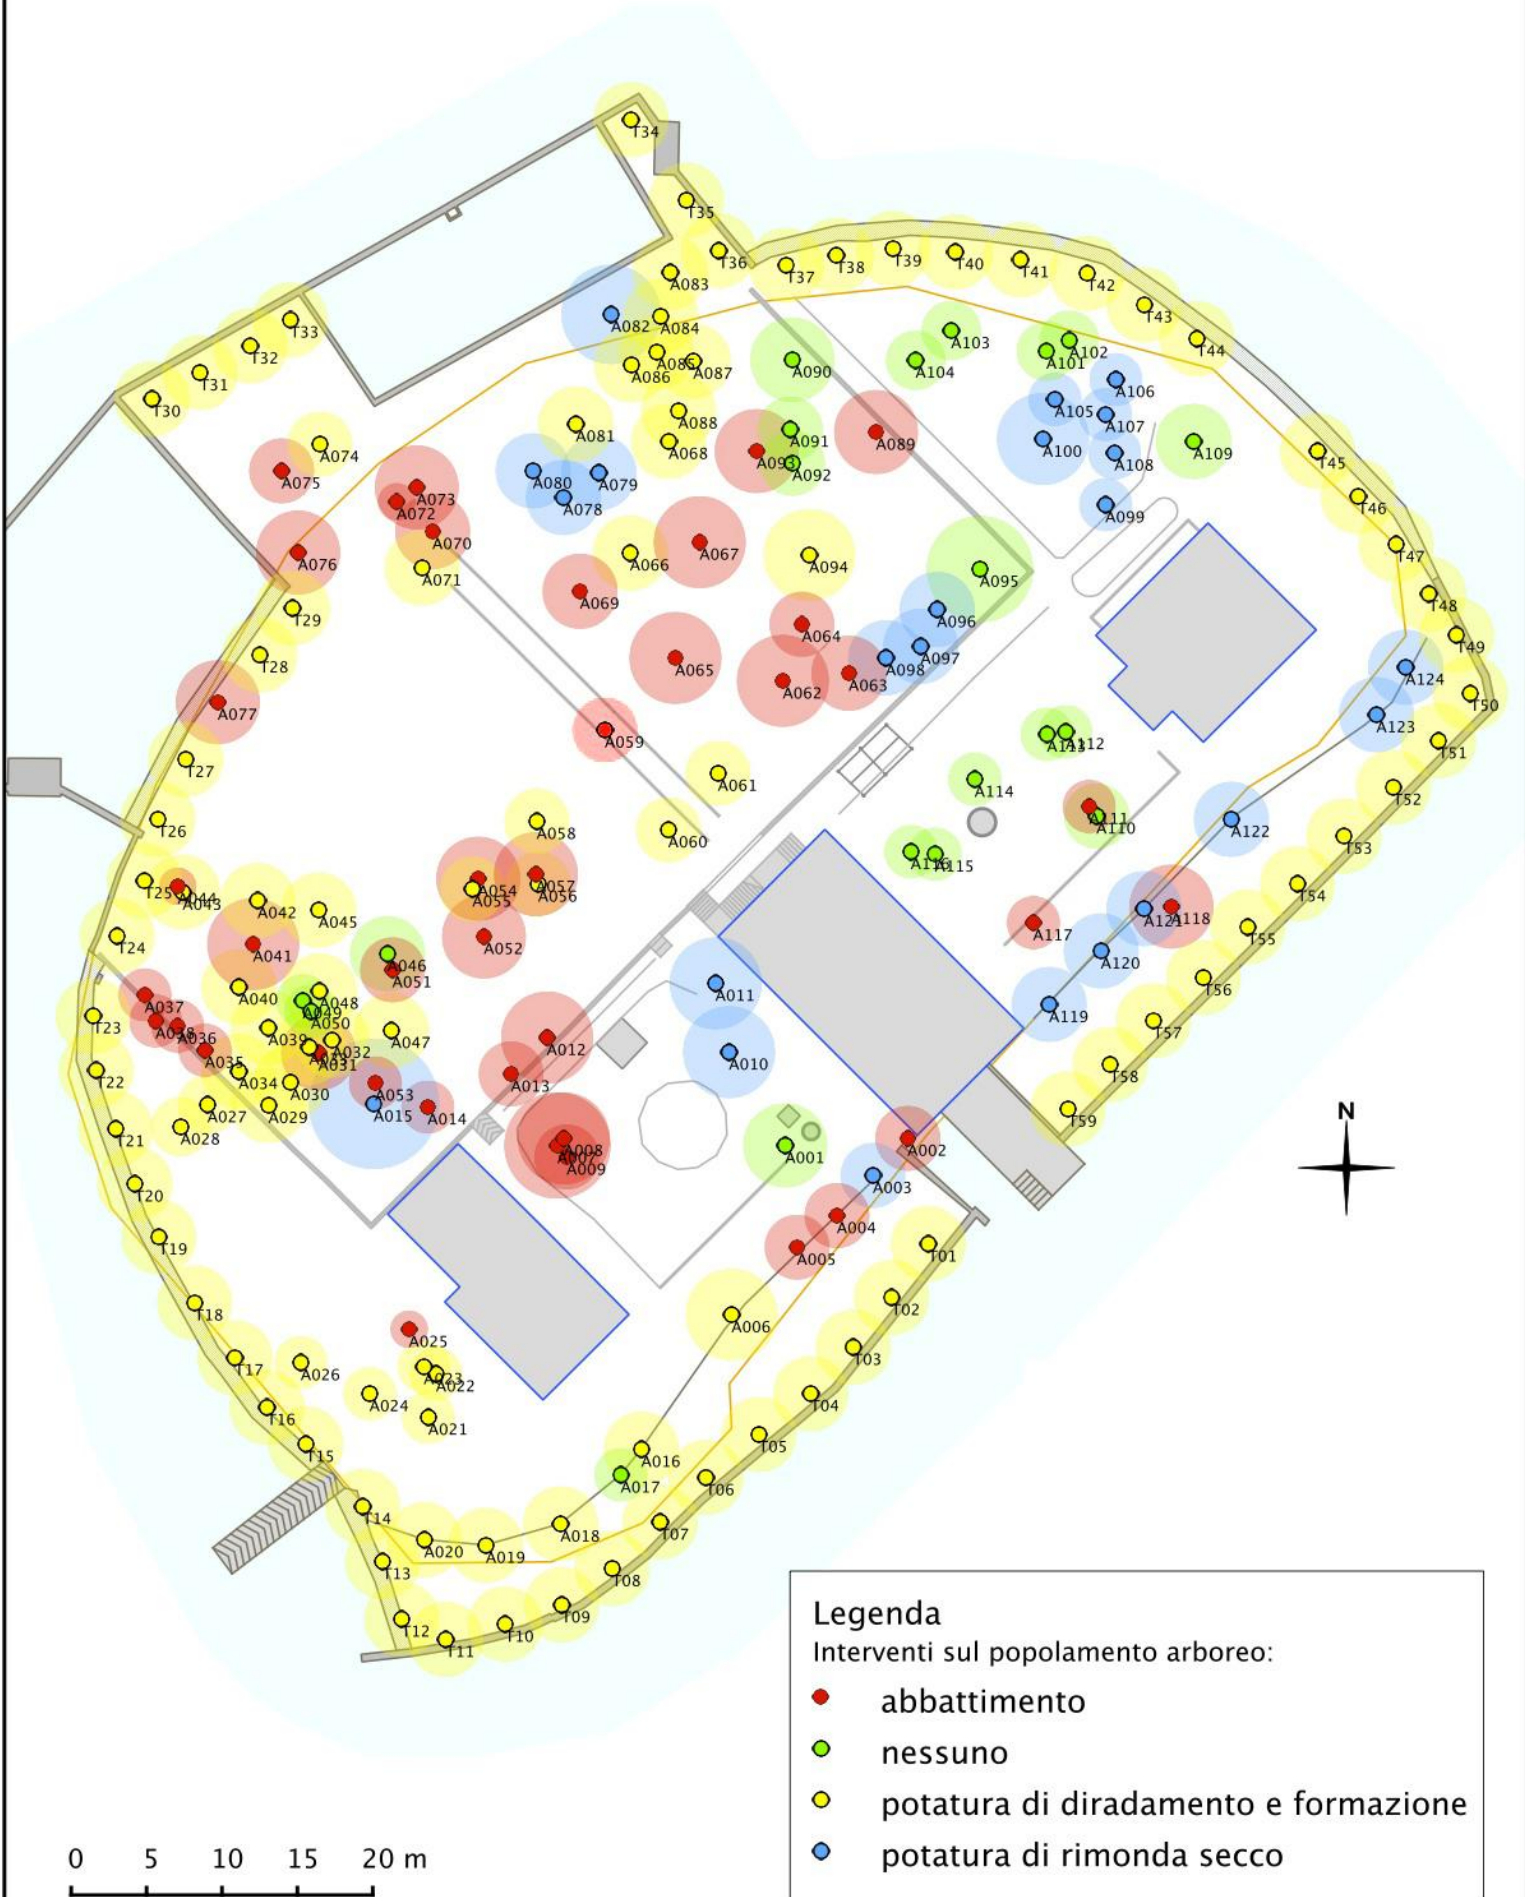 T34
T35
T36
T37
T38
T39
T40
T41
T42
T43
T44
A083
A082
A084
T33
T32
T31
T30
A085
A086
A087
A090
A103
A104
A102
A101
A106
A105
A107
A088
A081
A068
A091
A093
A092
A089
A100
A108
A109
T45
A074
A075
A080
A079
A078
A073
A072
A070
A099
T46
T47
A076
A071
A066
A067
A094
A095
T48
T49
T29
A069
A064
A096
A097
A098
T28
A065
A062
A063
A124
T50
A077
A059
A123
A113
A112
T51
T27
A061
A114
T52
T26
A058
A060
A111
A110
A122
T53
A116
A115
T25
A044
A043
A042
A045
A054
A055
A057
A056
T54
A121
A118
A117
T55
T24
A041
A052
A046
A051
A120
T56
A037
A040
A048
A049
A050
A011
A119
T57
T23
A038
A036
A039
A032
A047
A012
A035
A033
A031
A010
T58
T22
A034
A030
A053
A013
A027
A029
A015
A014
T59
T21
A028
A008
A007
A009
A001
A002
N
T20
A003
A004
T19
A005
T01
T18
T02
A025
A006
T17
A026
A023
A022
T03
A024
T04
T16
A021
T05
T15
A016
A017
T06
T14
A018
T07
A020
A019
T13
T08
T12
T11
T10
T09
Legenda
Interventi sul popolamento arboreo:
abbattimento
nessuno
potatura di diradamento e formazione
potatura di rimonda secco
0 5 10 15 20 m